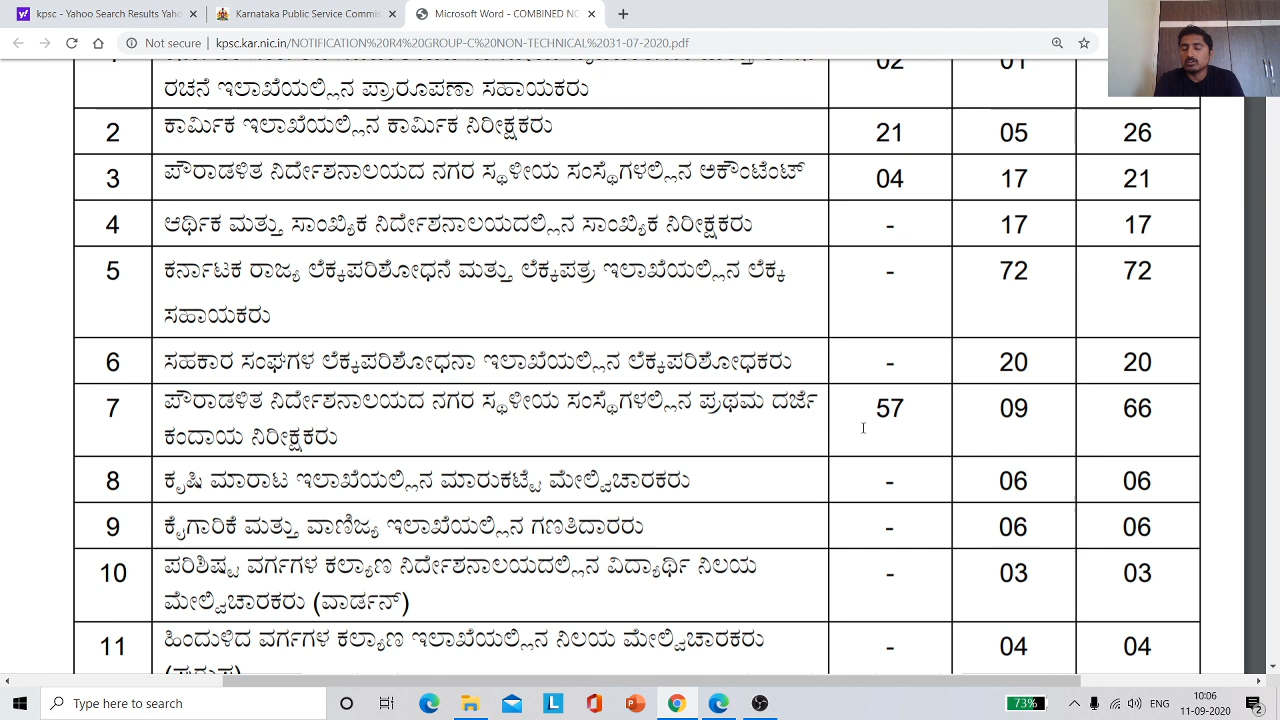 kpsc - Yahoo Search Results Yaho
Karnataka Public Service Commi
Microsoft Word - COMBINED NO
Not secure | kpsc.kar.nic.in/NOTIFICATION%20R4%20GROUP-C%20NON-TECHNICAL%2031-07-2020.pdf
02 01
ರಚನೆ ಇಲಾಖೆಯಲ್ಲಿನ ಪ್ರಾರೂಪಣಾ ಸಹಾಯಕರು
2 ಕಾರ್ಮಿಕ ಇಲಾಖೆಯಲ್ಲಿನ ಕಾರ್ಮಿಕ ನಿರೀಕ್ಷಕರು 21 05 26
3 ಪೌರಾಡಳಿತ ನಿರ್ದೇಶನಾಲಯದ ನಗರ ಸ್ಥಳೀಯ ಸಂಸ್ಥೆಗಳಲ್ಲಿನ ಅಕೌಂಟೆಂಟ್ 04 17 21
4 ಆರ್ಥಿಕ ಮತ್ತು ಸಾಂಖ್ಯಿಕ ನಿರ್ದೇಶನಾಲಯದಲ್ಲಿನ ಸಾಂಖ್ಯಿಕ ನಿರೀಕ್ಷಕರು - 17 17
5 ಕರ್ನಾಟಕ ರಾಜ್ಯ ಲೆಕ್ಕಪರಿಶೋಧನೆ ಮತ್ತು ಲೆಕ್ಕಪತ್ರ ಇಲಾಖೆಯಲ್ಲಿನ ಲೆಕ್ಕ - 72 72
ಸಹಾಯಕರು
6 ಸಹಕಾರ ಸಂಘಗಳ ಲೆಕ್ಕಪರಿಶೋಧನಾ ಇಲಾಖೆಯಲ್ಲಿನ ಲೆಕ್ಕಪರಿಶೋಧಕರು - 20 20
7 ಪೌರಾಡಳಿತ ನಿರ್ದೇಶನಾಲಯದ ನಗರ ಸ್ಥಳೀಯ ಸಂಸ್ಥೆಗಳಲ್ಲಿನ ಪ್ರಥಮ ದರ್ಜೆ 57 09 66
ಕಂದಾಯ ನಿರೀಕ್ಷಕರು
8 ಕೃಷಿ ಮಾರಾಟ ಇಲಾಖೆಯಲ್ಲಿನ ಮಾರುಕಟ್ಟೆ ಮೇಲ್ವಿಚಾರಕರು - 06 06
9 ಕೈಗಾರಿಕೆ ಮತ್ತು ವಾಣಿಜ್ಯ ಇಲಾಖೆಯಲ್ಲಿನ ಗಣತಿದಾರರು - 06 06
10 ಪರಿಶಿಷ್ಟ ವರ್ಗಗಳ ಕಲ್ಯಾಣ ನಿರ್ದೇಶನಾಲಯದಲ್ಲಿನ ವಿದ್ಯಾರ್ಥಿ ನಿಲಯ - 03 03
ಮೇಲ್ವಿಚಾರಕರು (ವಾರ್ಡನ್)
11 ಹಿಂದುಳಿದ ವರ್ಗಗಳ ಕಲ್ಯಾಣ ಇಲಾಖೆಯಲ್ಲಿನ ನಿಲಯ ಮೇಲ್ವಿಚಾರಕರು - 04 04
Type here to search
73% ENG 10:06
11-09-2020 2